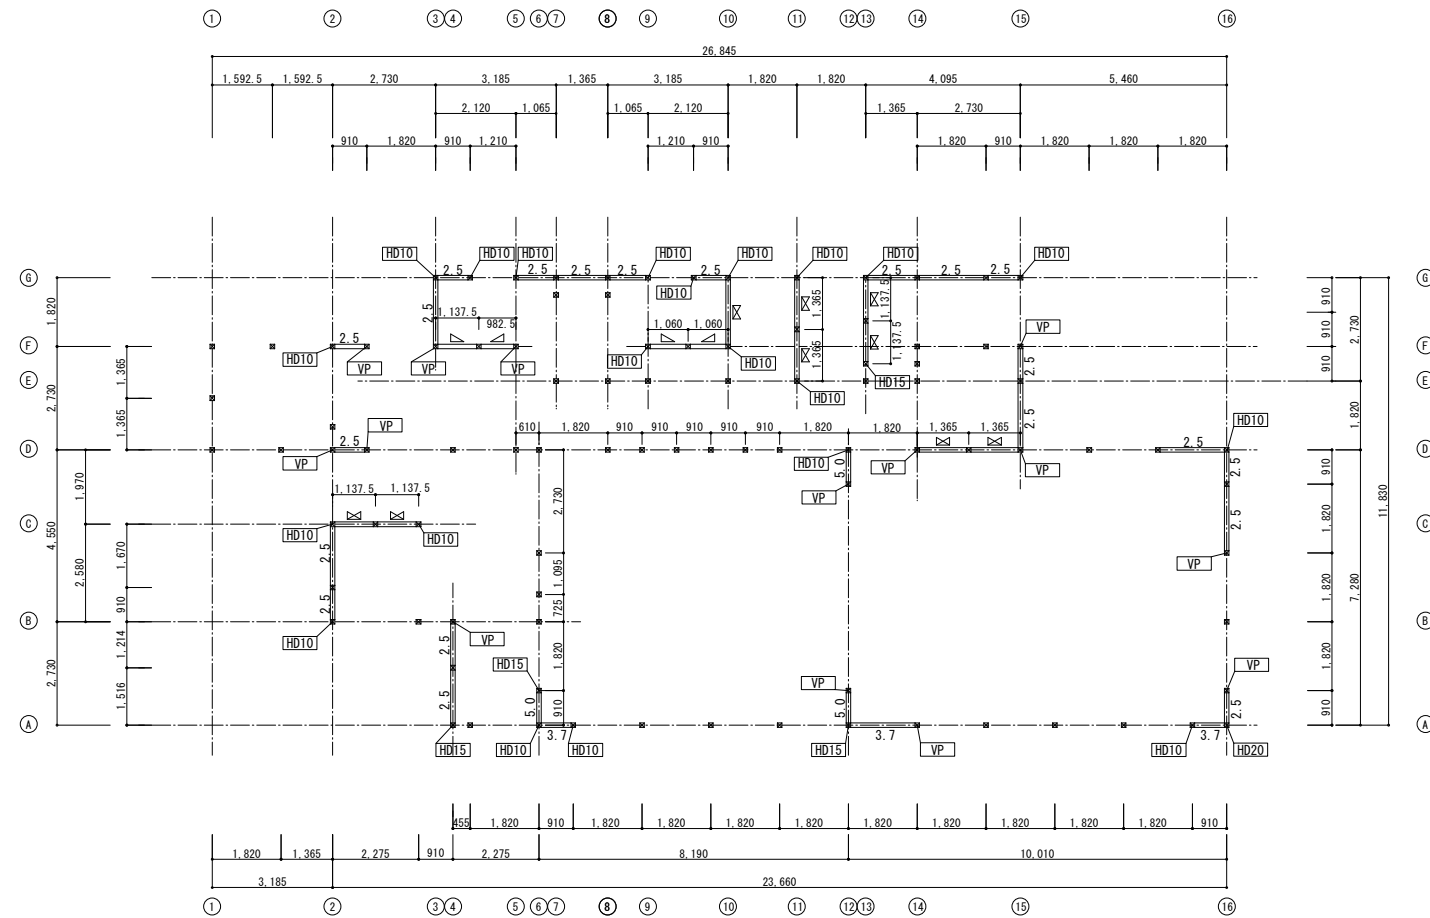 1 2 3 4 5 6 7 8 9 10 11 12 13 14 15 16
26,845
1,592.5 1,592.5 2,730 3,185 1,365 3,185 1,820 1,820 4,095 5,460
2,120 1,065 1,065 2,120 1,365 2,730
910 1,820 910 1,210 1,210 910 1,820 910 1,820 1,820 1,820
HD10 HD10 HD10 HD10 HD10 HD10 HD10 HD10
G 2.5 2.5 2.5 2.5 2.5 2.5 2.5 2.5 G
HD10
1,820 2.5 1,137.5 982.5 1,060 1,060 1,365 1,137.5 910
VP
F 2.5 1,365 1,137.5 910 2,730 F
HD10 VP VP VP HD10 HD10 2.5 910
E HD10 HD15 E
1,365 2,730 1,365
VP 610 1,820 910 910 910 910 910 1,820 1,820 1,365 1,365 2.5 HD10 1,820
D 2.5 2.5 D
VP HD10 5.0 VP VP 2.5 910
1,970 1,137.5 1,137.5 2,730 VP 11,830
C 2.5 1,820 C
HD10 HD10
4,550 2.5 VP
2,580 1,670 1,095 1,820 7,280
910 2.5 725
B B
HD10 2.5 VP 1,820 1,820
1,214 HD15 VP VP
2,730 1,516 2.5 5.0 910 5.0 2.5 910
A 3.7 3.7 3.7 A
HD15 HD10 HD10 HD15 VP HD10 HD20
455 1,820 910 1,820 1,820 1,820 1,820 1,820 1,820 1,820 1,820 910
1,820 1,365 2,275 910 2,275 8,190 10,010
3,185 23,660
1 2 3 4 5 6 7 8 9 10 11 12 13 14 15 16